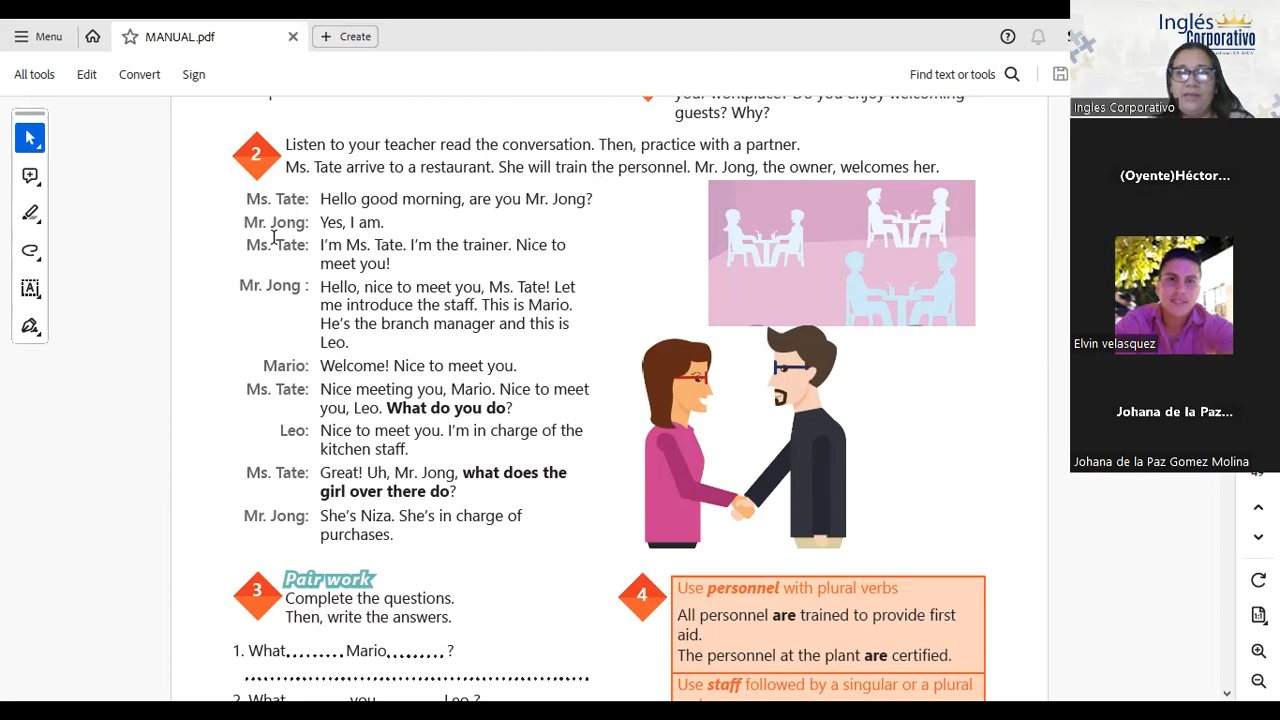 Menu
MANUAL.pdf
Create
All tools
Edit
Convert
Sign
Find text or tools
guests? Why?
2
Listen to your teacher read the conversation. Then, practice with a partner.
Ms. Tate arrive to a restaurant. She will train the personnel. Mr. Jong, the owner, welcomes her.
Ms. Tate: Hello good morning, are you Mr. Jong?
Mr. Jong: Yes, I am.
Ms. Tate: I'm Ms. Tate. I'm the trainer. Nice to
meet you!
Mr. Jong : Hello, nice to meet you, Ms. Tate! Let
me introduce the staff. This is Mario.
He's the branch manager and this is
Leo.
Mario: Welcome! Nice to meet you.
Ms. Tate: Nice meeting you, Mario. Nice to meet
you, Leo. What do you do?
Leo: Nice to meet you. I'm in charge of the
kitchen staff.
Ms. Tate: Great! Uh, Mr. Jong, what does the
girl over there do?
Mr. Jong: She's Niza. She's in charge of
purchases.
3
Pair work
Complete the questions.
Then, write the answers.
1. What......... Mario......... ?
4
Use personnel with plural verbs
All personnel are trained to provide first
aid.
The personnel at the plant are certified.
Use staff followed by a singular or a plural
Inglés
Corporativo
Ingles Corporativo
(Oyente)Héctor...
Elvin velasquez
Johana de la Paz...
Johana de la Paz Gomez Molina